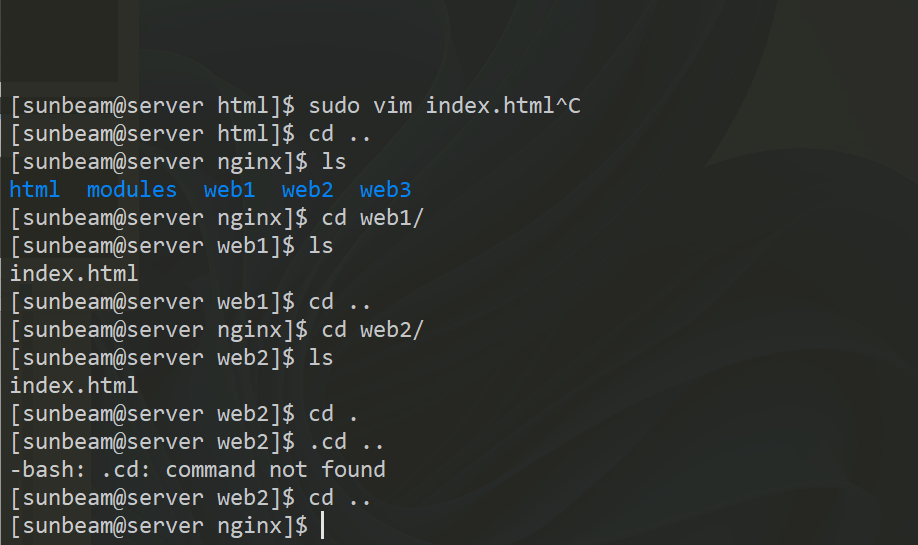 [sunbeam@server html]$ sudo vim index.html^C
[sunbeam@server html]$ cd ..
[sunbeam@server nginx]$ ls
html  modules  web1  web2  web3
[sunbeam@server nginx]$ cd web1/
[sunbeam@server web1]$ ls
index.html
[sunbeam@server web1]$ cd ..
[sunbeam@server nginx]$ cd web2/
[sunbeam@server web2]$ ls
index.html
[sunbeam@server web2]$ cd .
[sunbeam@server web2]$ .cd ..
-bash: .cd: command not found
[sunbeam@server web2]$ cd ..
[sunbeam@server nginx]$